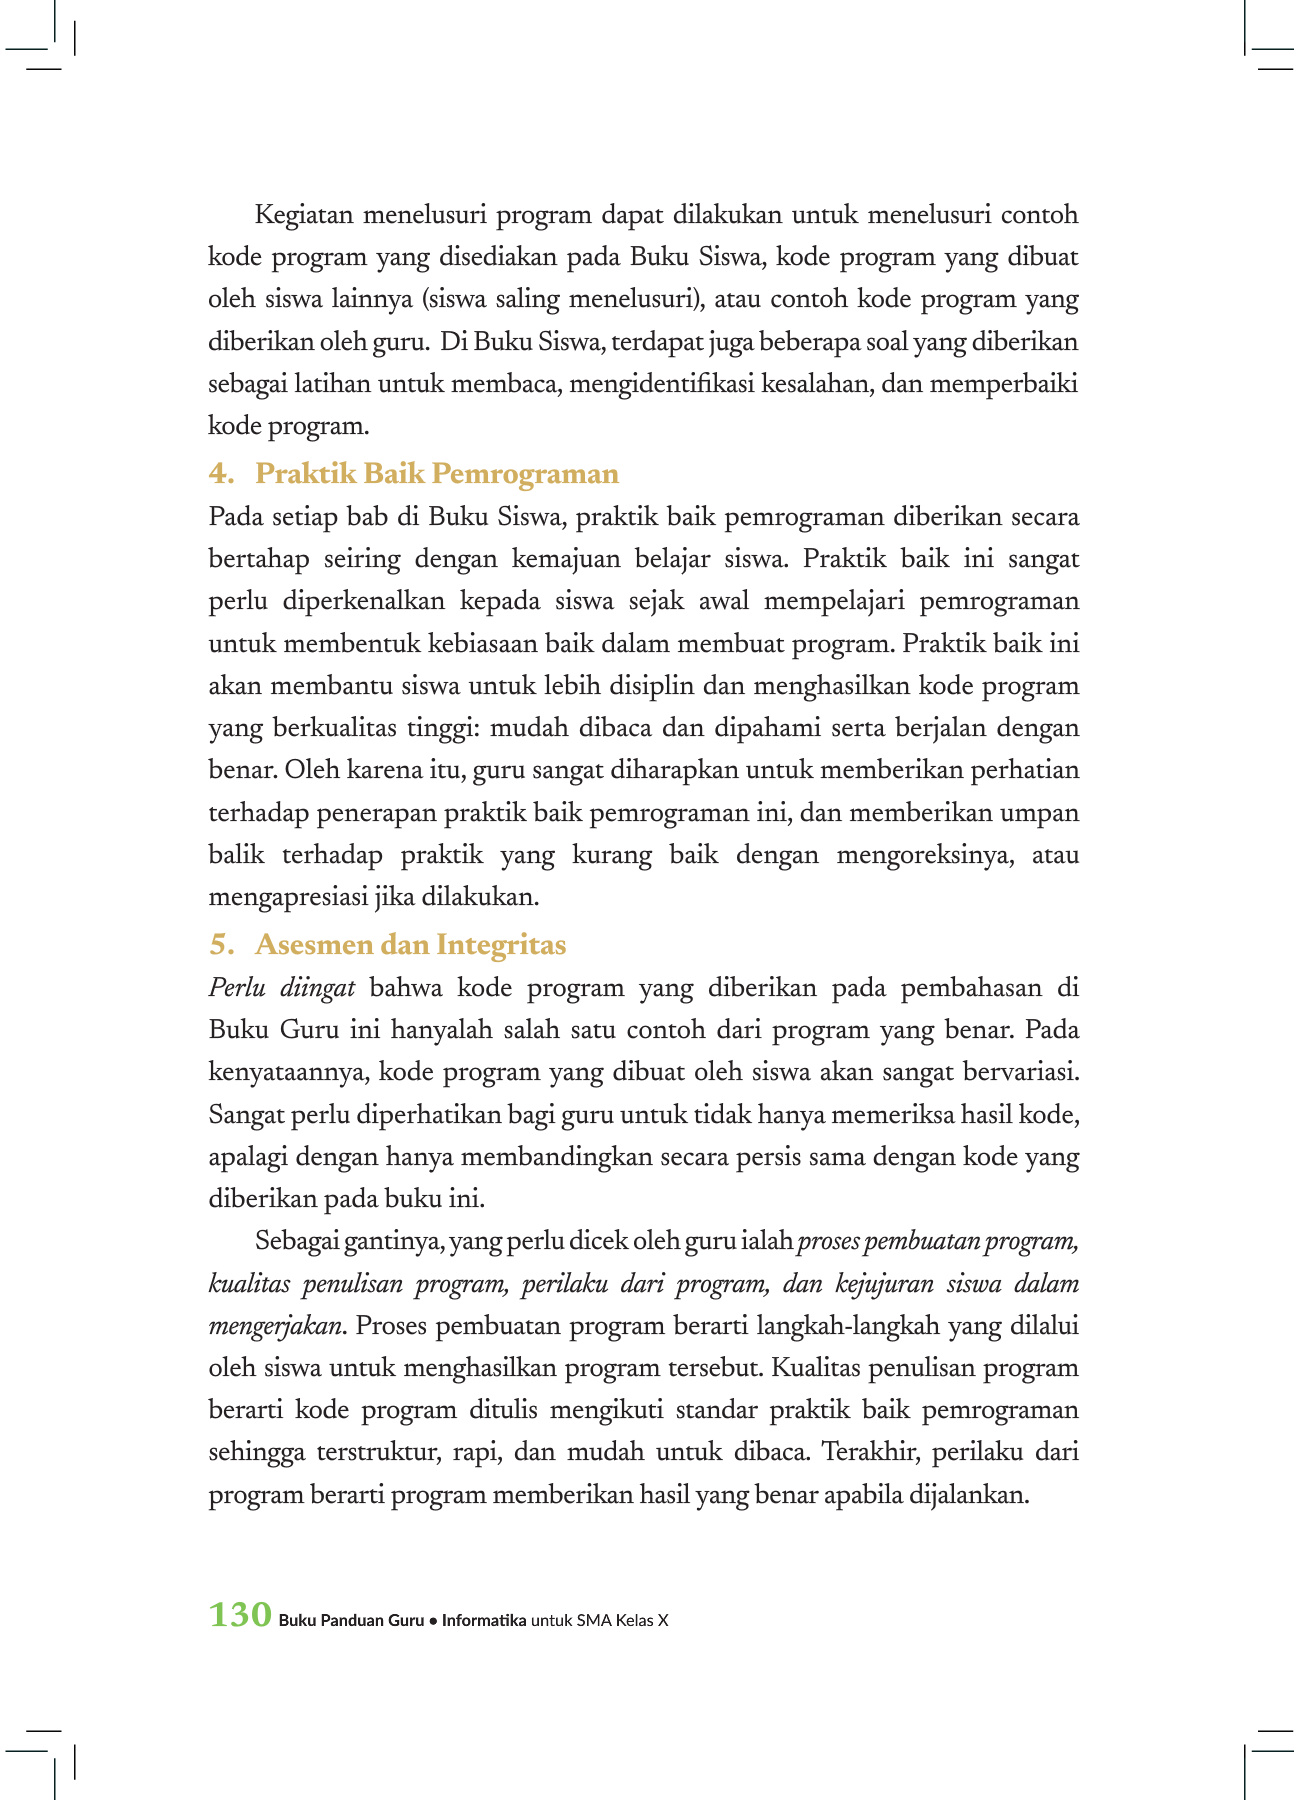 Kegiatan menelusuri program dapat dilakukan untuk menelusuri contoh
kode program yang disediakan pada Buku Siswa, kode program yang dibuat
oleh siswa lainnya (siswa saling menelusuri), atau contoh kode program yang
diberikan oleh guru.  Di Buku Siswa, terdapat juga beberapa soal yang diberikan
sebagai latihan untuk membaca, mengidentifikasi kesalahan, dan memperbaiki
kode program.
4. Praktik Baik Pemrograman
Pada setiap bab di Buku Siswa, praktik baik pemrograman diberikan secara
bertahap seiring dengan kemajuan belajar siswa. Praktik baik ini sangat
perlu diperkenalkan kepada siswa sejak awal mempelajari pemrograman
untuk membentuk kebiasaan baik dalam membuat program. Praktik baik ini
akan membantu siswa untuk lebih disiplin dan menghasilkan kode program
yang berkualitas tinggi: mudah dibaca dan dipahami serta berjalan dengan
benar. Oleh karena itu, guru sangat diharapkan untuk memberikan perhatian
terhadap penerapan praktik baik pemrograman ini, dan memberikan umpan
balik terhadap praktik yang kurang baik dengan mengoreksinya, atau
mengapresiasi jika dilakukan.
5. Asesmen dan Integritas
Perlu diingat bahwa kode program yang diberikan pada pembahasan di
Buku Guru ini hanyalah salah satu contoh dari program yang benar. Pada
kenyataannya, kode program yang dibuat oleh siswa akan sangat bervariasi.
Sangat perlu diperhatikan bagi guru untuk tidak hanya memeriksa hasil kode,
apalagi dengan hanya membandingkan secara persis sama dengan kode yang
diberikan pada buku ini.
Sebagai gantinya, yang perlu dicek oleh guru ialah proses pembuatan program,
kualitas penulisan program, perilaku dari program, dan kejujuran siswa dalam
mengerjakan. Proses pembuatan program berarti langkah-langkah yang dilalui
oleh siswa untuk menghasilkan program tersebut. Kualitas penulisan program
berarti kode program ditulis mengikuti standar praktik baik pemrograman
sehingga terstruktur, rapi, dan mudah untuk dibaca. Terakhir, perilaku dari
program berarti program memberikan hasil yang benar apabila dijalankan.
130 Buku Panduan Guru • Informatika untuk SMA Kelas X